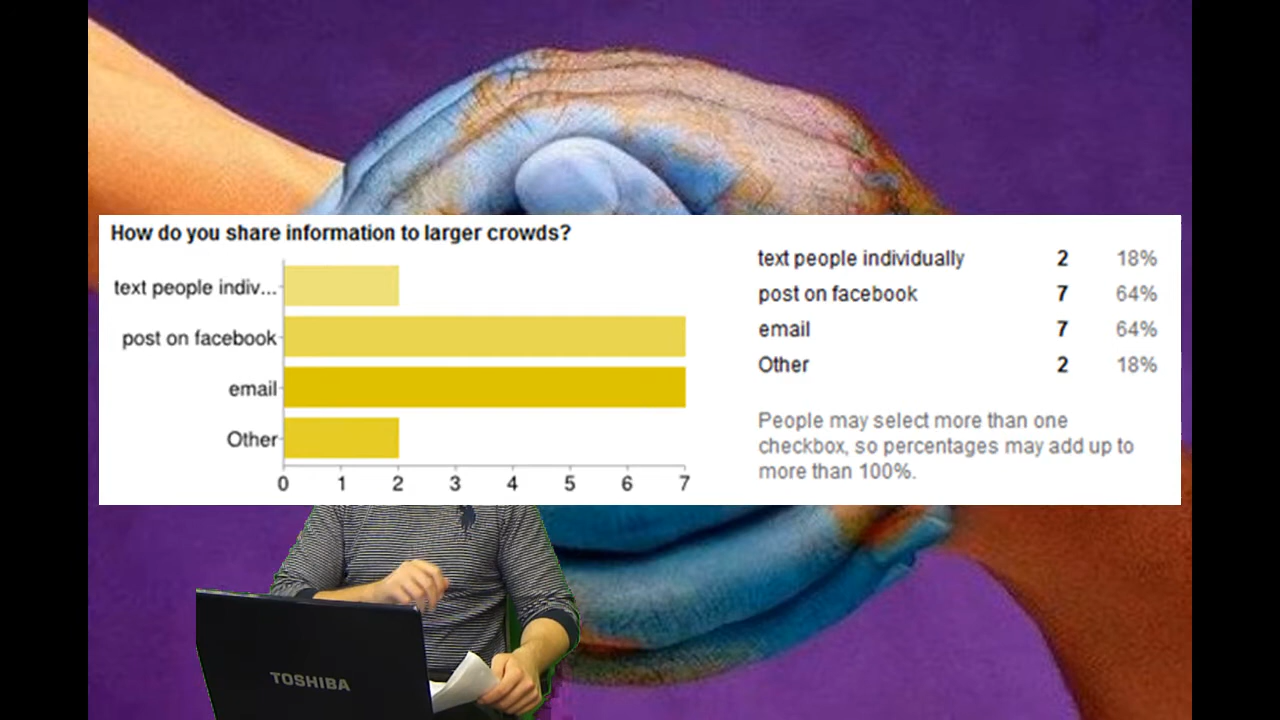 How do you share information to larger crowds?
text people indiv...
post on facebook
email
Other
0 1 2 3 4 5 6 7
text people individually 2 18%
post on facebook 7 64%
email 7 64%
Other 2 18%
People may select more than one
checkbox, so percentages may add up to
more than 100%.
TOSHIBA